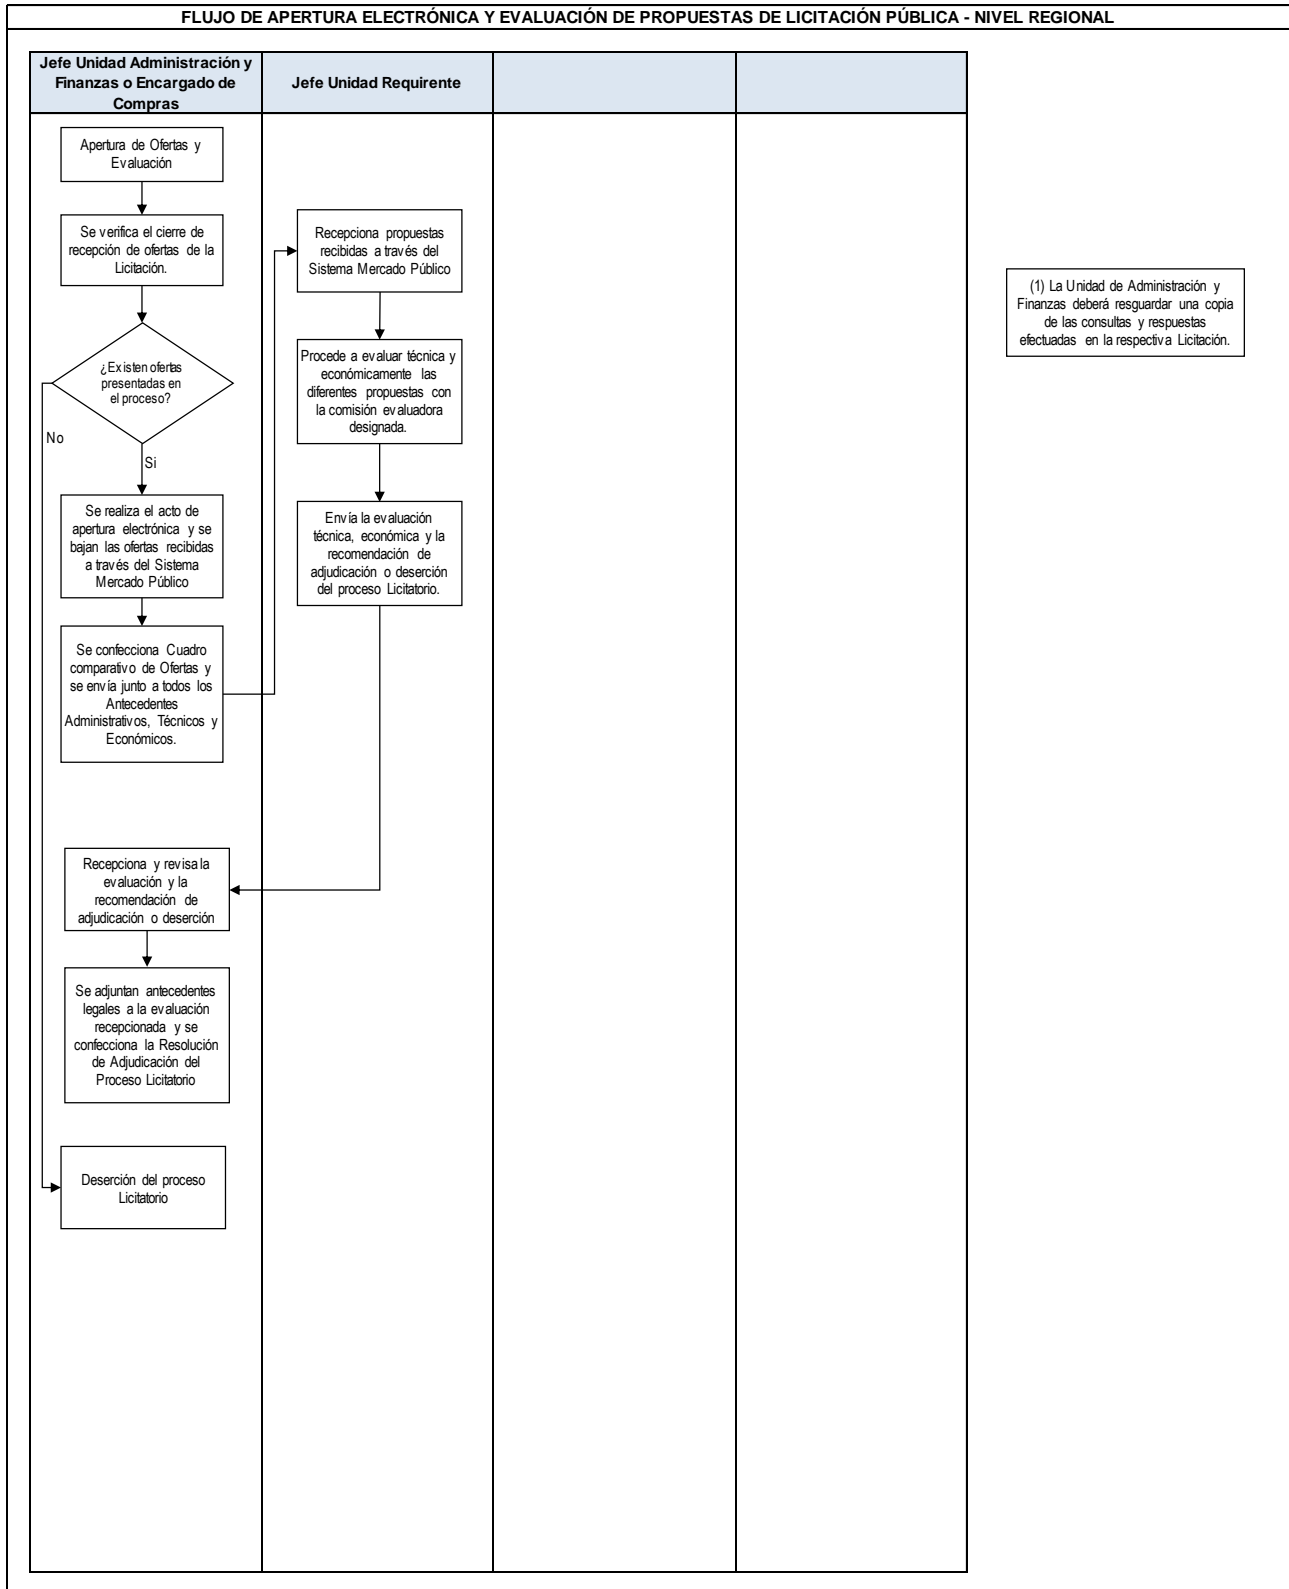 FLUJO DE APERTURA ELECTRÓNICA Y EVALUACIÓN DE PROPUESTAS DE LICITACIÓN PÚBLICA - NIVEL REGIONAL
Jefe Unidad Administración y
Finanzas o Encargado de
Compras
Jefe Unidad Requirente
Apertura de Ofertas y
Evaluación
Se verifica el cierre de
recepción de ofertas de la
Licitación.
¿Existen ofertas
presentadas en
el proceso?
No
Si
Se realiza el acto de
apertura electrónica y se
bajan las ofertas recibidas
a través del Sistema
Mercado Público
Se confecciona Cuadro
comparativo de Ofertas y
se envía junto a todos los
Antecedentes
Administrativos, Técnicos y
Económicos.
Recepciona propuestas
recibidas a través del
Sistema Mercado Público
Procede a evaluar técnica y
económicamente las
diferentes propuestas con
la comisión evaluadora
designada.
Envía la evaluación
técnica, económica y la
recomendación de
adjudicación o deserción
del proceso Licitatorio.
Recepciona y revisa la
evaluación y la
recomendación de
adjudicación o deserción
Se adjuntan antecedentes
legales a la evaluación
recepcionada y se
confecciona la Resolución
de Adjudicación del
Proceso Licitatorio
Deserción del proceso
Licitatorio
(1) La Unidad de Administración y
Finanzas deberá resguardar una copia
de las consultas y respuestas
efectuadas en la respectiva Licitación.